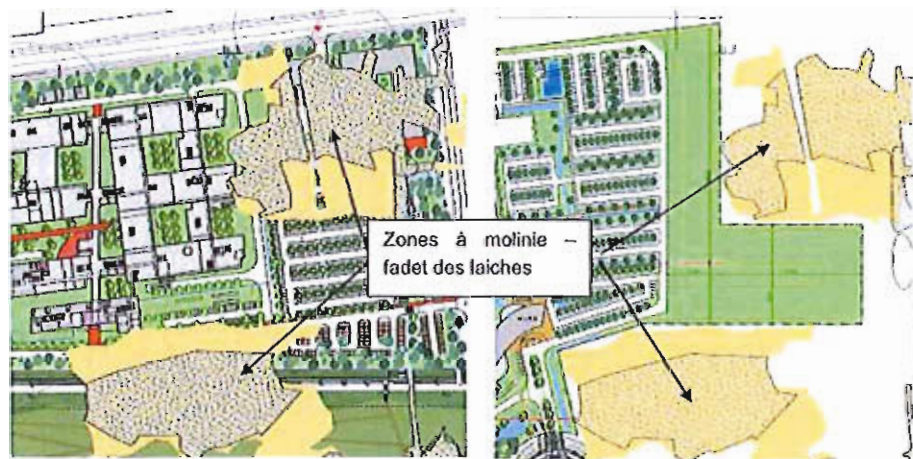 Zones à molinie –
fadet des laiches